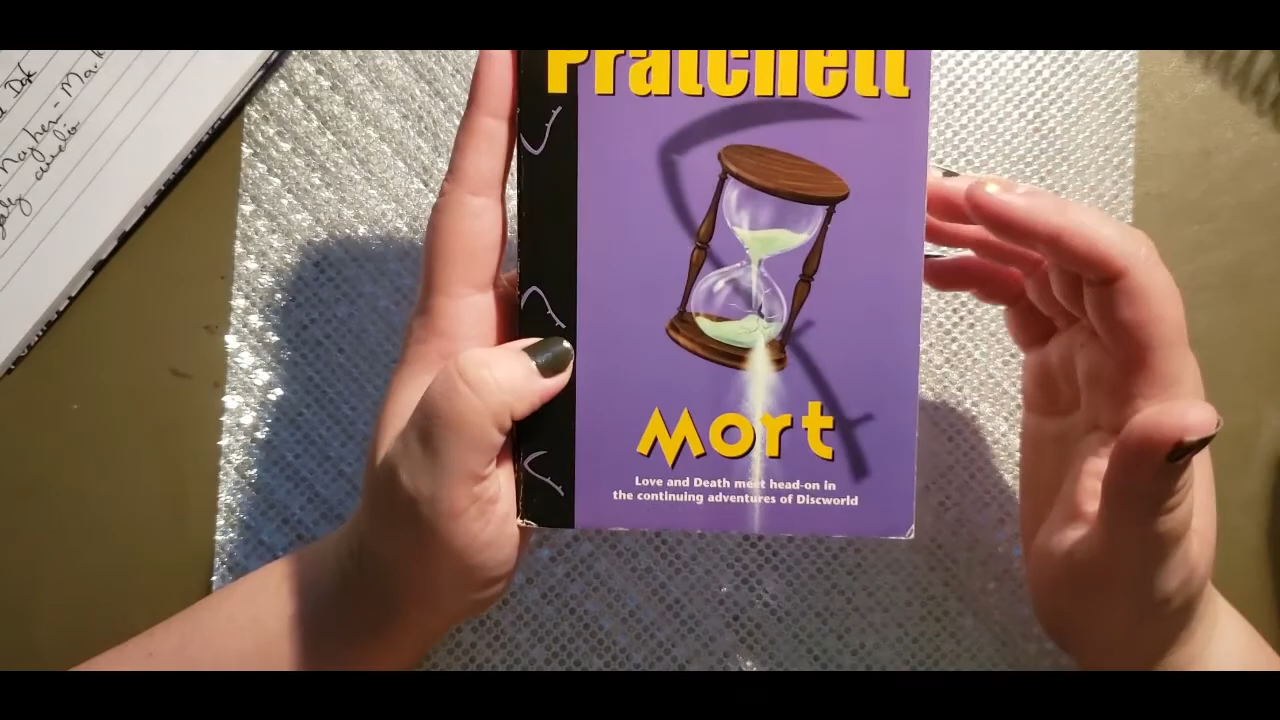 Pratchett
Mort
Love and Death meet head-on in
the continuing adventures of Discworld